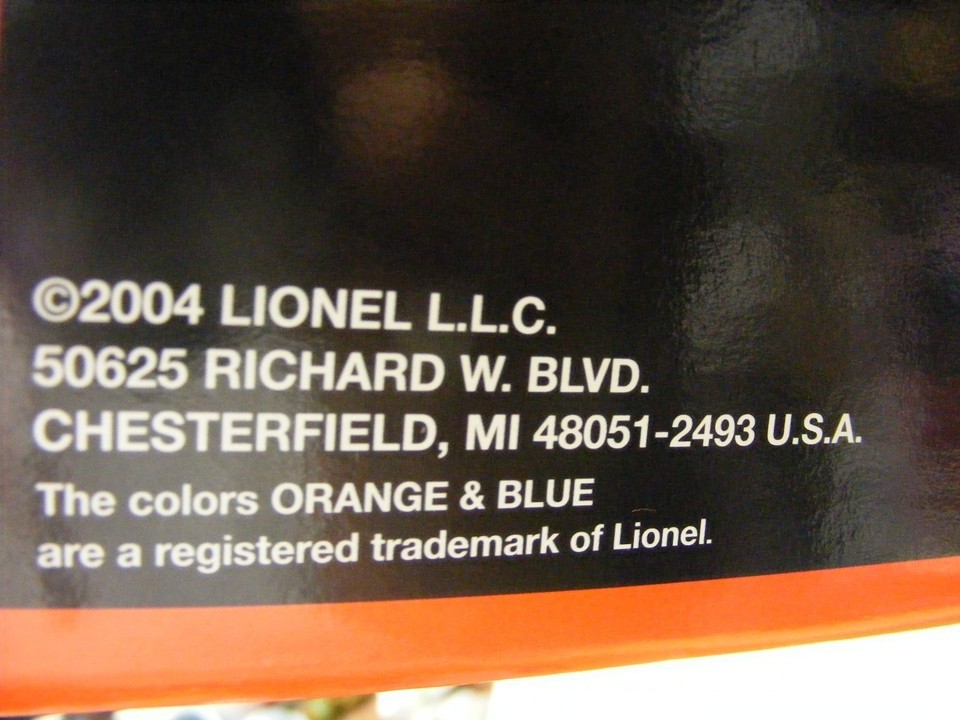 ©2004 LIONEL L.L.C.
50625 RICHARD W. BLVD.
CHESTERFIELD, MI 48051-2493 U.S.A.
The colors ORANGE & BLUE
are a registered trademark of Lionel.